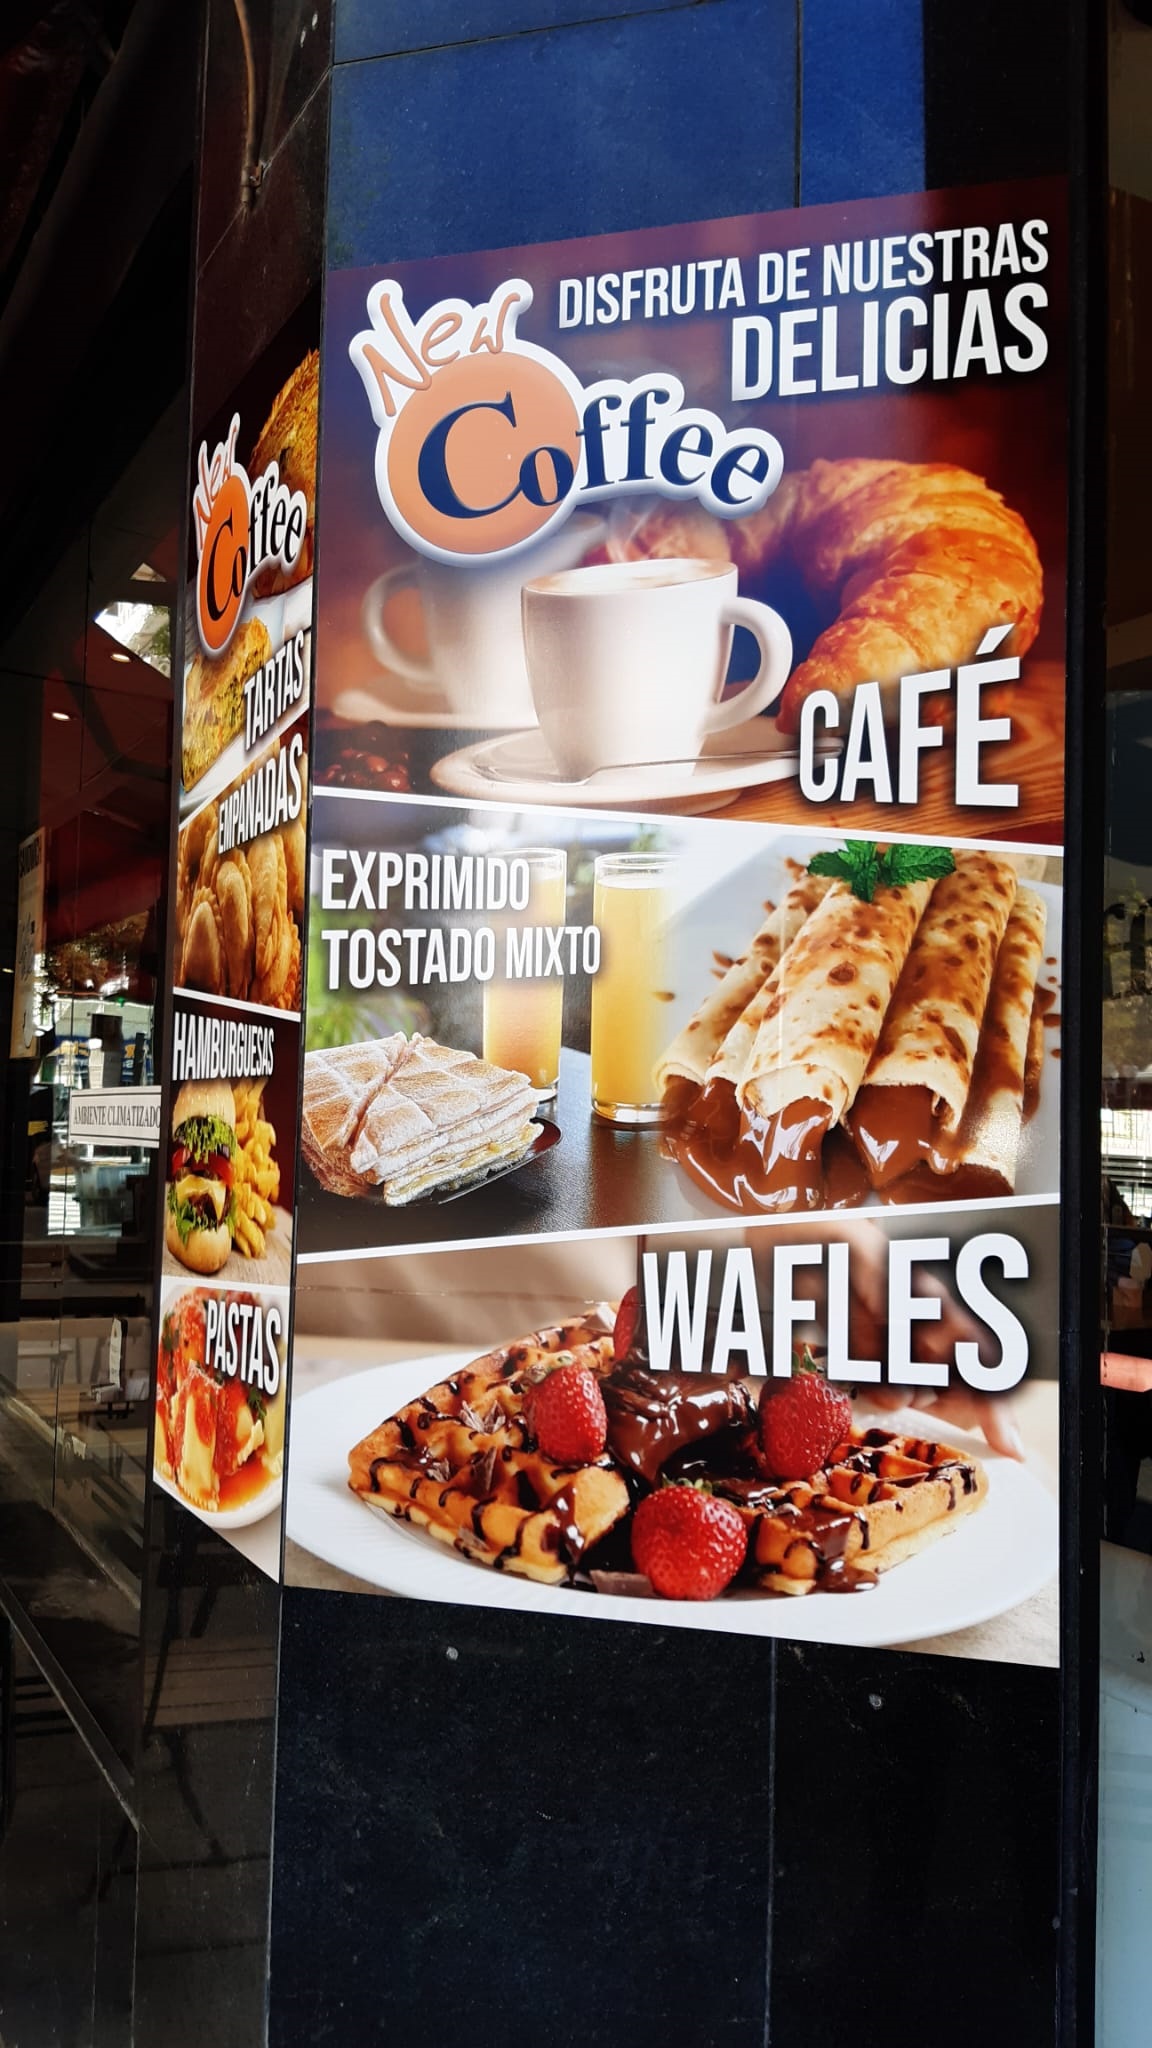 New
Coffee
TARTAS
EMPANADAS
HAMBURGUESAS
PASTAS
New
Coffee
DISFRUTA DE NUESTRAS
DELICIAS
CAFÉ
EXPRIMIDO
TOSTADO MIXTO
WAFLES
AMBIENTE CLIMATIZADO